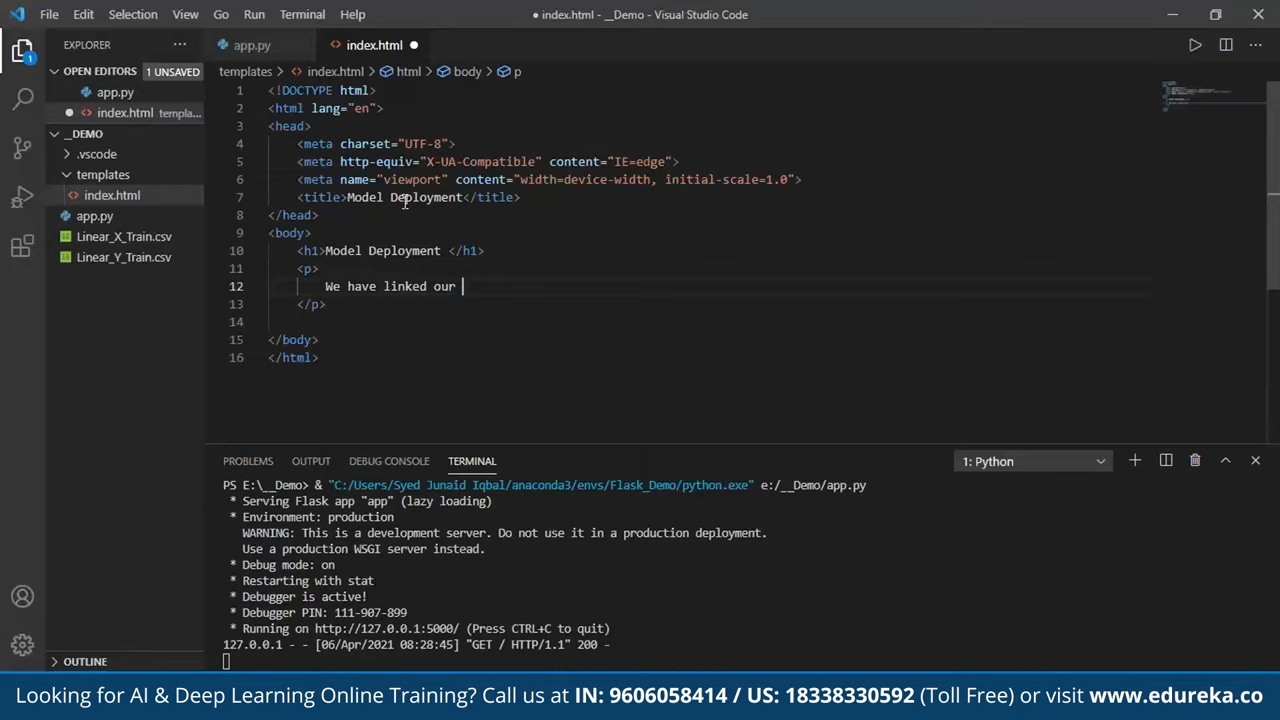 File Edit Selection View Go Run Terminal Help
● index.html - __Demo - Visual Studio Code
EXPLORER
app.py
index.html
OPEN EDITORS 1 UNSAVED
app.py
index.html templa...
__DEMO
.vscode
templates
index.html
app.py
Linear_X_Train.csv
Linear_Y_Train.csv
OUTLINE
1
templates > index.html > html > body > p
1 <!DOCTYPE html>
2 <html lang="en">
3 <head>
4 <meta charset="UTF-8">
5 <meta http-equiv="X-UA-Compatible" content="IE=edge">
6 <meta name="viewport" content="width=device-width, initial-scale=1.0">
7 <title>Model Deployment</title>
8 </head>
9 <body>
10 <h1>Model Deployment </h1>
11 <p>
12 We have linked our
13 </p>
14
15 </body>
16 </html>
PROBLEMS OUTPUT DEBUG CONSOLE TERMINAL
1: Python
PS E:\__Demo> & "C:/Users/Syed Junaid Iqbal/anaconda3/envs/Flask_Demo/python.exe" e:/__Demo/app.py
* Serving Flask app "app" (lazy loading)
* Environment: production
WARNING: This is a development server. Do not use it in a production deployment.
Use a production WSGI server instead.
* Debug mode: on
* Restarting with stat
* Debugger is active!
* Debugger PIN: 111-907-899
* Running on http://127.0.0.1:5000/ (Press CTRL+C to quit)
127.0.0.1 - - [06/Apr/2021 08:28:45] "GET / HTTP/1.1" 200 -
Looking for AI & Deep Learning Online Training? Call us at IN: 9606058414 / US: 18338330592 (Toll Free) or visit www.edureka.co